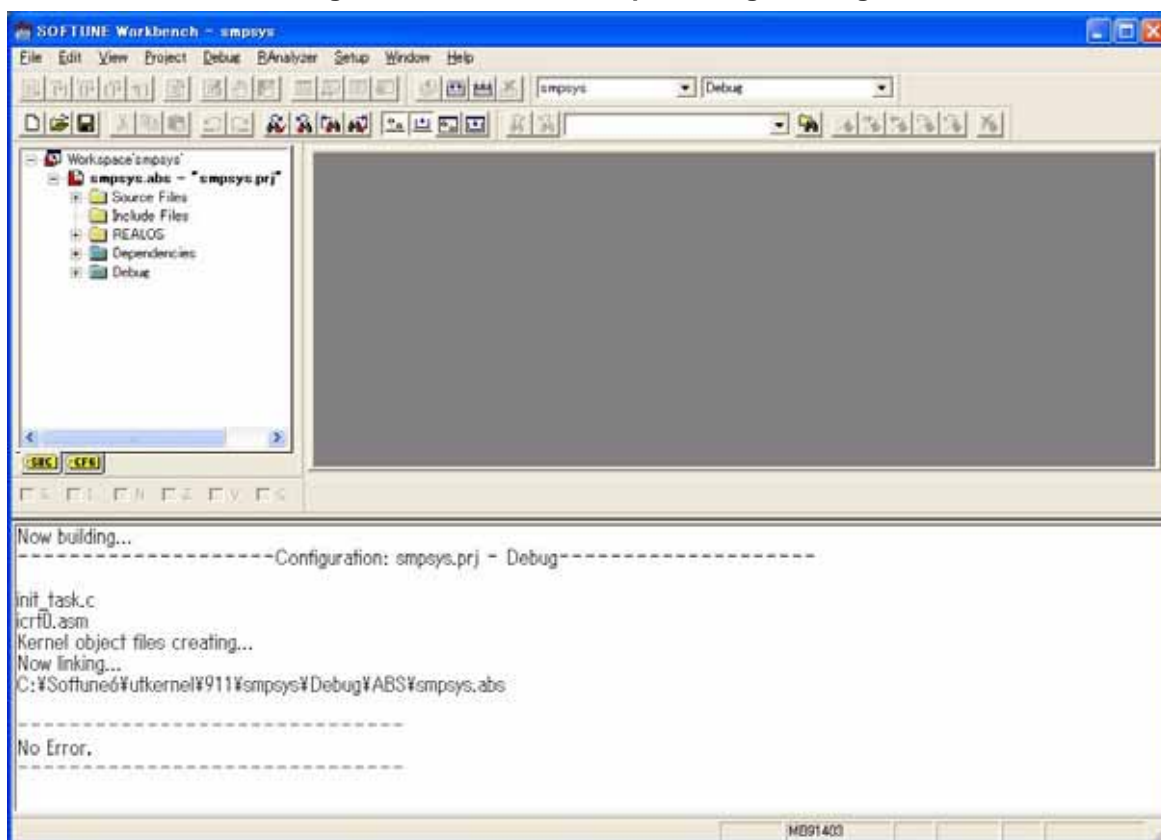 SOFTUNE Workbench - smpsys
File Edit View Project Debug RAnalyzer Setup Window Help
smpsys Debug
Workspace'smpsys'
smpsys.abs - "smpsys.prj"
Source Files
Include Files
REALOS
Dependencies
Debug
SRC CFG
Now building...
---------------------Configuration: smpsys.prj - Debug---------------------
init_task.c
icrt0.asm
Kernel object files creating...
Now linking...
C:¥Softune6¥utkernel¥911¥smpsys¥Debug¥ABS¥smpsys.abs
------------------------------
No Error.
------------------------------
MB91403